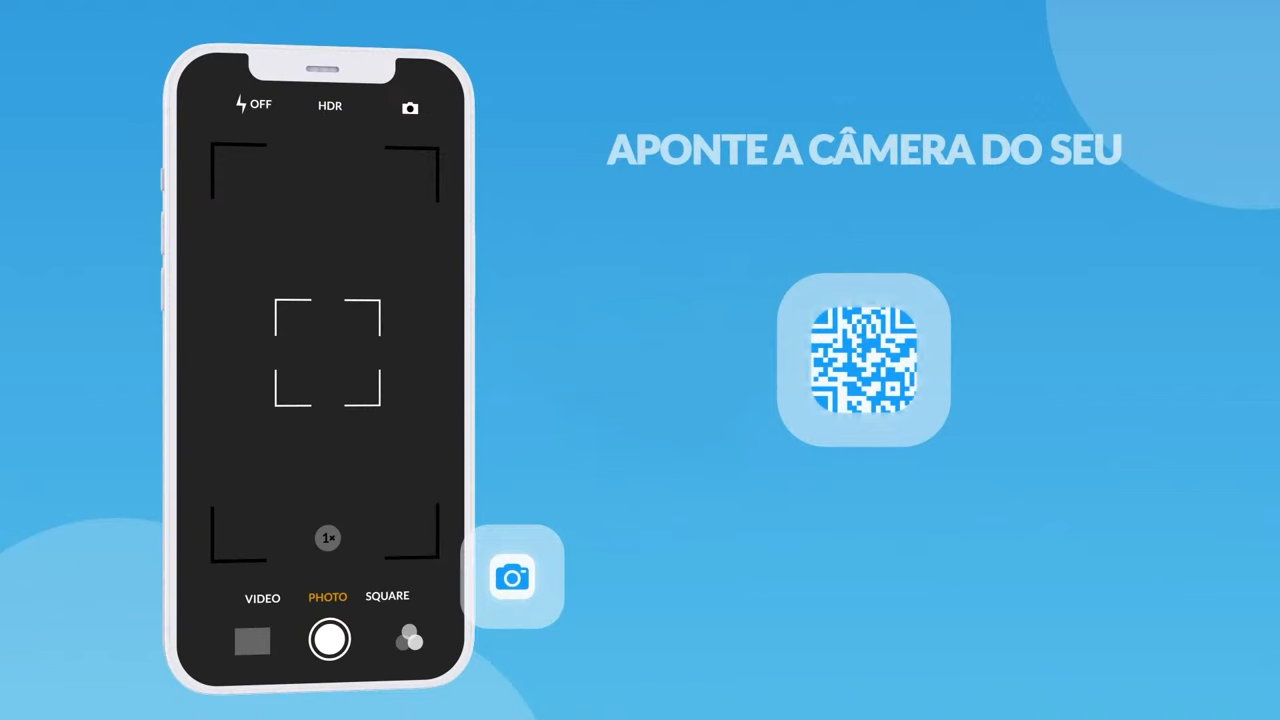 OFF
HDR
APONTE A CÂMERA DO SEU
1×
VIDEO
PHOTO
SQUARE